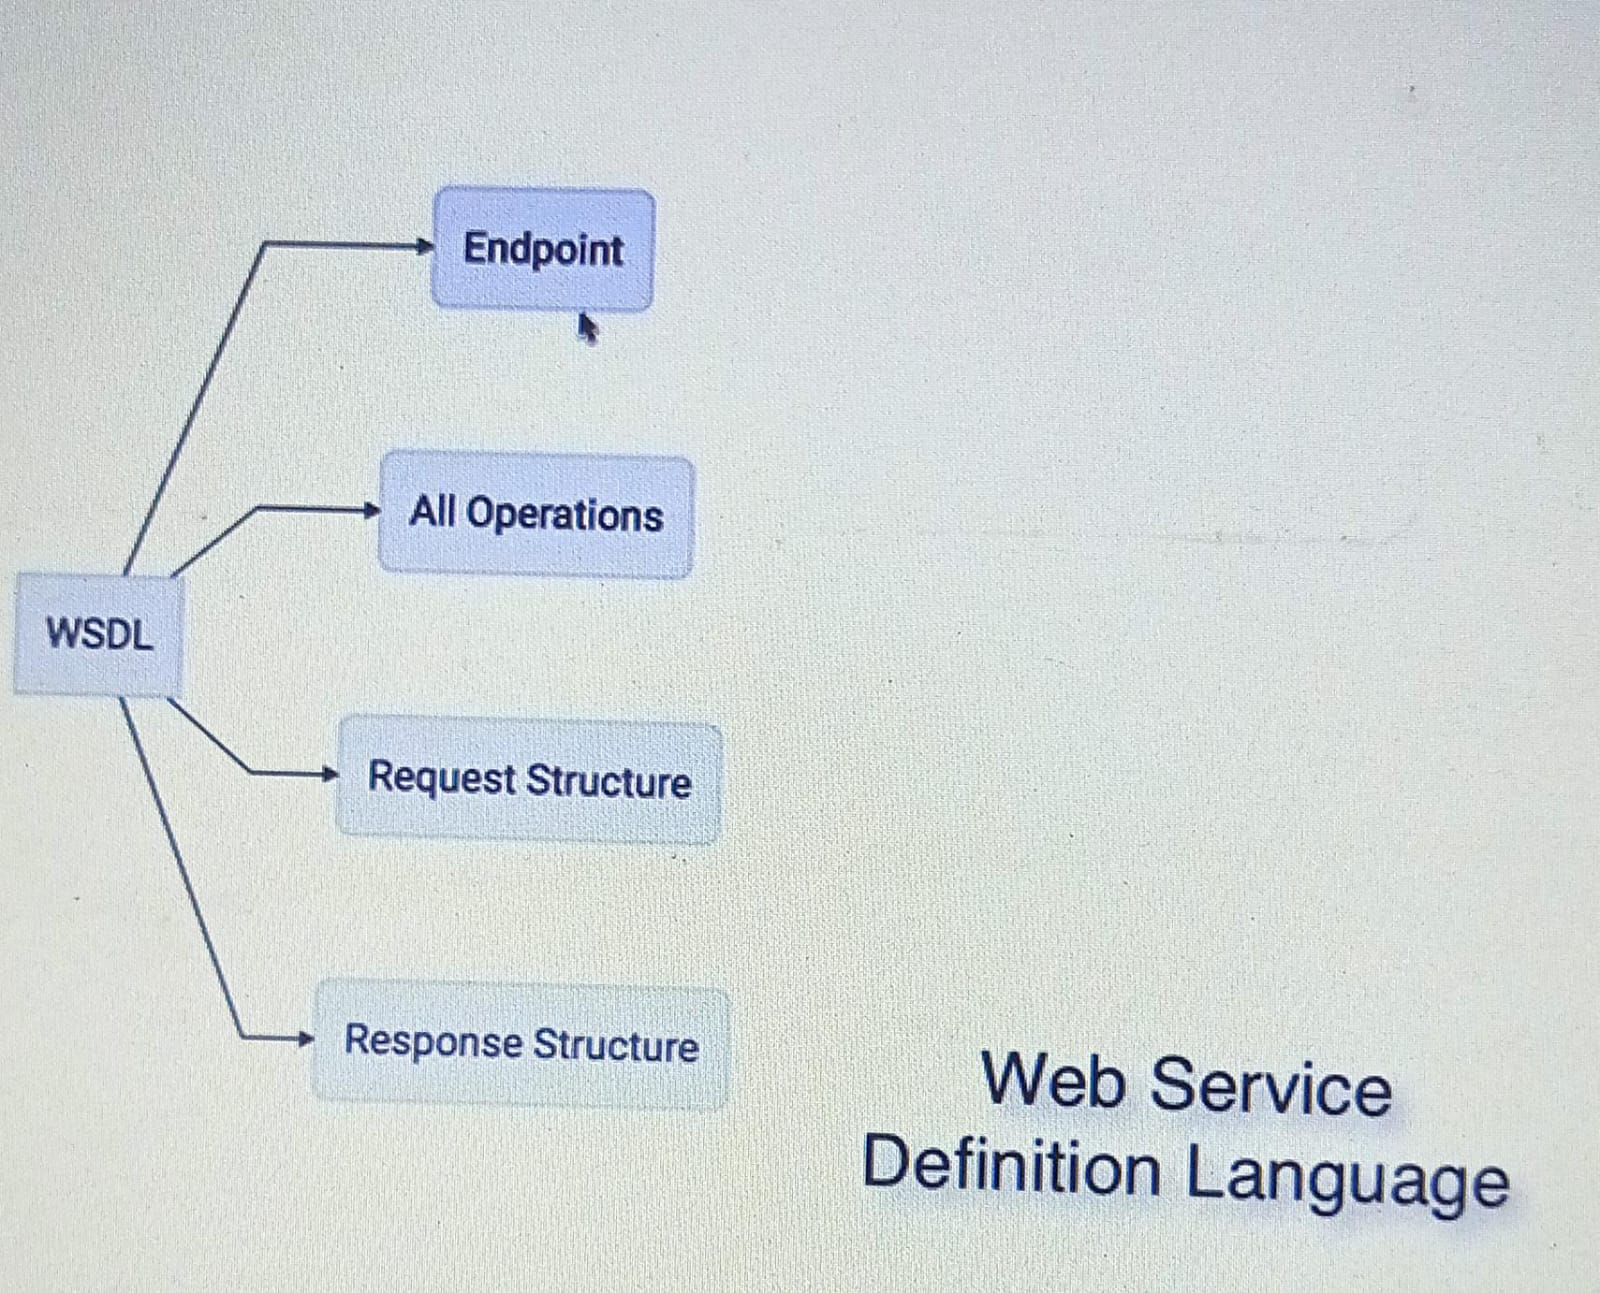 Endpoint
All Operations
WSDL
Request Structure
Response Structure
Web Service
Definition Language